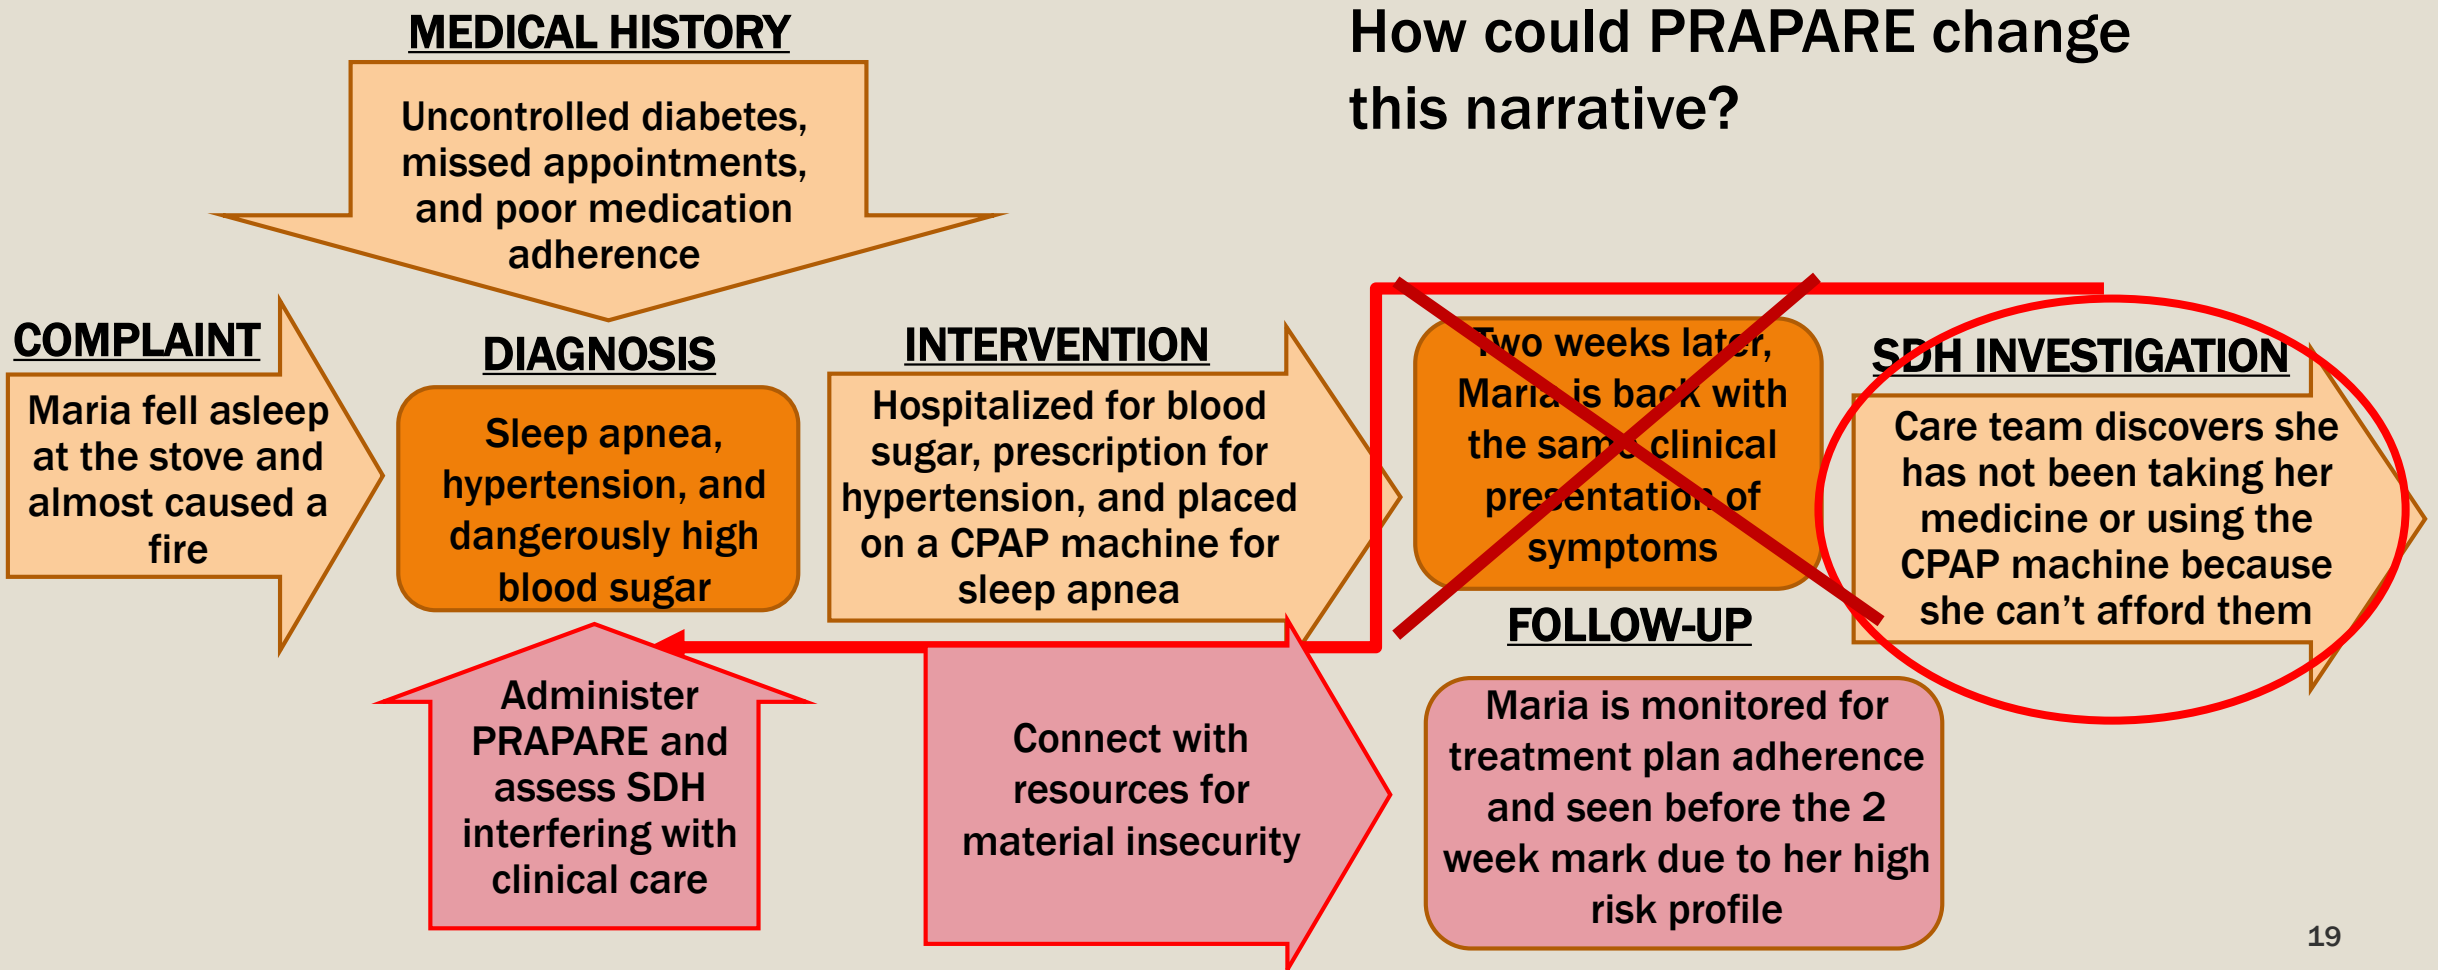 How could PRAPARE change
this narrative?
MEDICAL HISTORY
Uncontrolled diabetes,
missed appointments,
and poor medication
adherence
COMPLAINT
Maria fell asleep
at the stove and
almost caused a
fire
DIAGNOSIS
Sleep apnea,
hypertension, and
dangerously high
blood sugar
INTERVENTION
Hospitalized for blood
sugar, prescription for
hypertension, and placed
on a CPAP machine for
sleep apnea
Two weeks later,
Maria is back with
the same clinical
presentation of
symptoms
SDH INVESTIGATION
Care team discovers she
has not been taking her
medicine or using the
CPAP machine because
she can't afford them
Administer
PRAPARE and
assess SDH
interfering with
clinical care
Connect with
resources for
material insecurity
FOLLOW-UP
Maria is monitored for
treatment plan adherence
and seen before the 2
week mark due to her high
risk profile
19